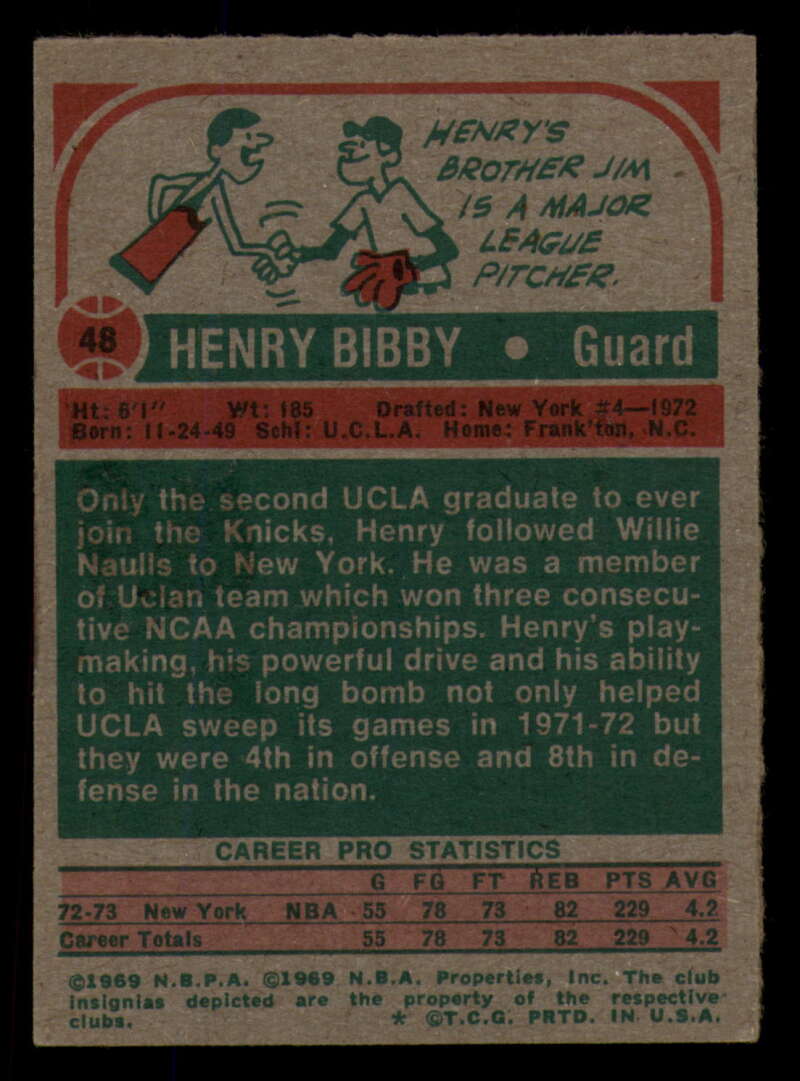 HENRY'S
BROTHER JIM
IS A MAJOR
LEAGUE
PITCHER.
48 HENRY BIBBY • Guard
Ht: 6'1" Wt: 185 Drafted: New York #4—1972
Born: 11-24-49 Schl: U.C.L.A. Home: Frank'ton, N.C.
Only the second UCLA graduate to ever
join the Knicks, Henry followed Willie
Naulls to New York. He was a member
of Uclan team which won three consecu-
tive NCAA championships. Henry's play-
making, his powerful drive and his ability
to hit the long bomb not only helped
UCLA sweep its games in 1971-72 but
they were 4th in offense and 8th in de-
fense in the nation.
CAREER PRO STATISTICS
G FG FT REB PTS AVG
72-73 New York NBA 55 78 73 82 229 4.2
Career Totals 55 78 73 82 229 4.2
©1969 N.B.P.A. ©1969 N.B.A. Properties, Inc. The club
insignias depicted are the property of the respective
clubs. * ©T.C.G. PRTD. IN U.S.A.